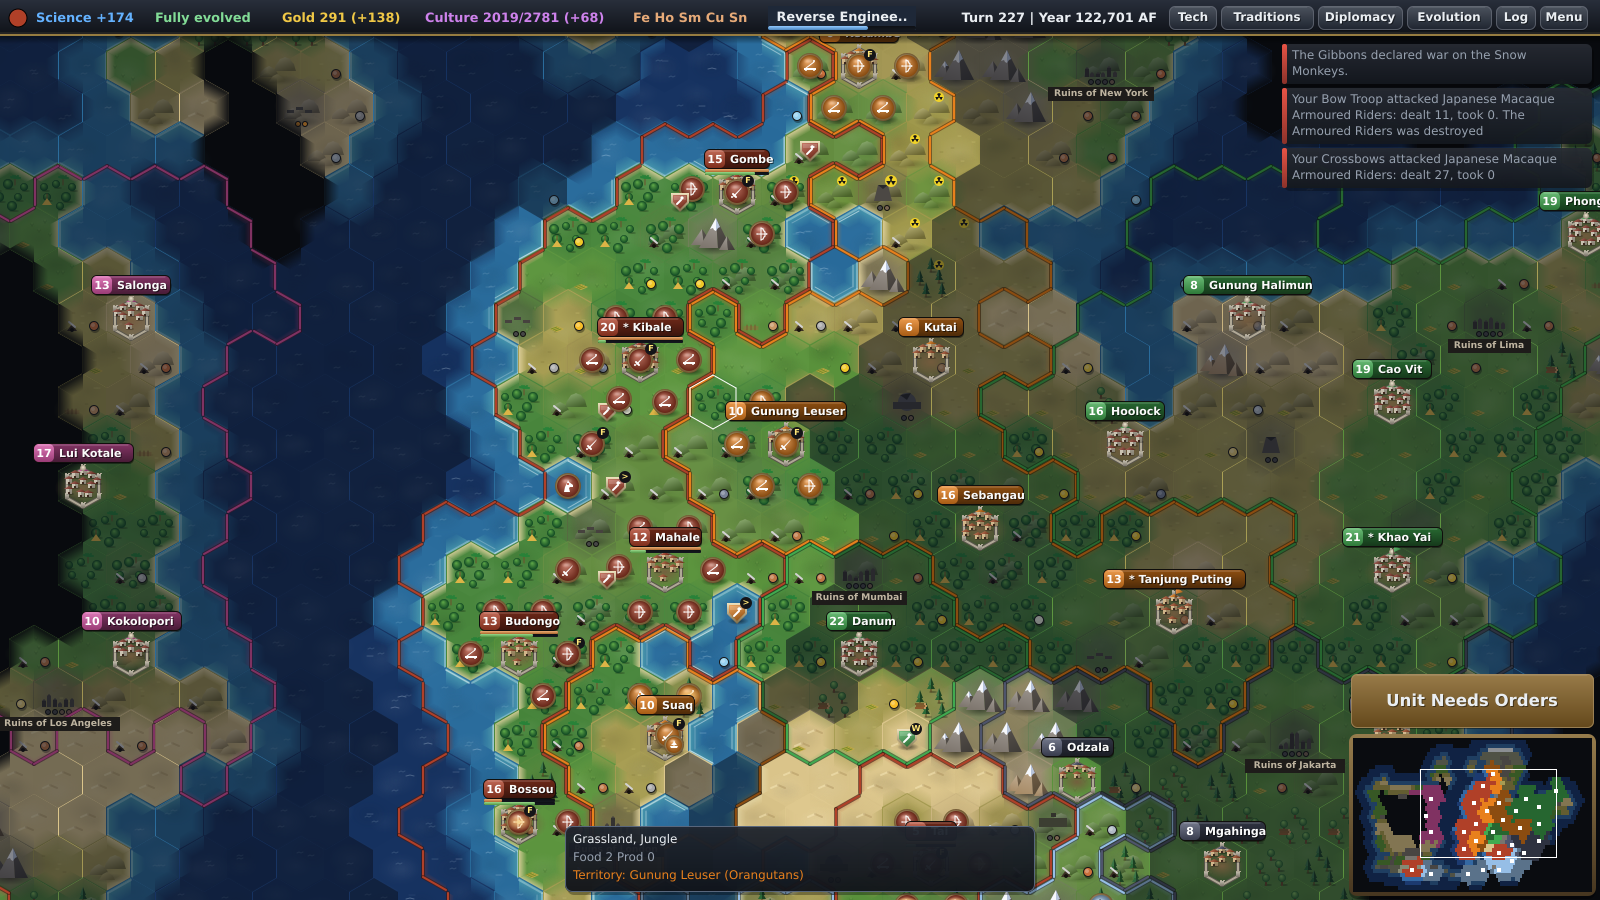 Science +174
Fully evolved
Gold 291 (+138)
Culture 2019/2781 (+68)
Fe Ho Sm Cu Sn
Reverse Enginee..
Turn 227 | Year 122,701 AF
Tech
Traditions
Diplomacy
Evolution
Log
Menu
The Gibbons declared war on the Snow
Monkeys.
Your Bow Troop attacked Japanese Macaque
Armoured Riders: dealt 11, took 0. The
Armoured Riders was destroyed
Your Crossbows attacked Japanese Macaque
Armoured Riders: dealt 27, took 0
F
Ruins of New York
15 Gombe
F
19 Phong
13 Salonga
8 Gunung Halimun
20 * Kibale
F
6 Kutai
Ruins of Lima
19 Cao Vit
10 Gunung Leuser
F
16 Hoolock
F
17 Lui Kotale
>
16 Sebangau
12 Mahale
21 * Khao Yai
13 * Tanjung Puting
Ruins of Mumbai
>
10 Kokolopori
13 Budongo
F
22 Danum
Unit Needs Orders
10 Suaq
F
W
Ruins of Los Angeles
6 Odzala
Ruins of Jakarta
16 Bossou
F
8 Mgahinga
Grassland, Jungle
Food 2 Prod 0
Territory: Gunung Leuser (Orangutans)